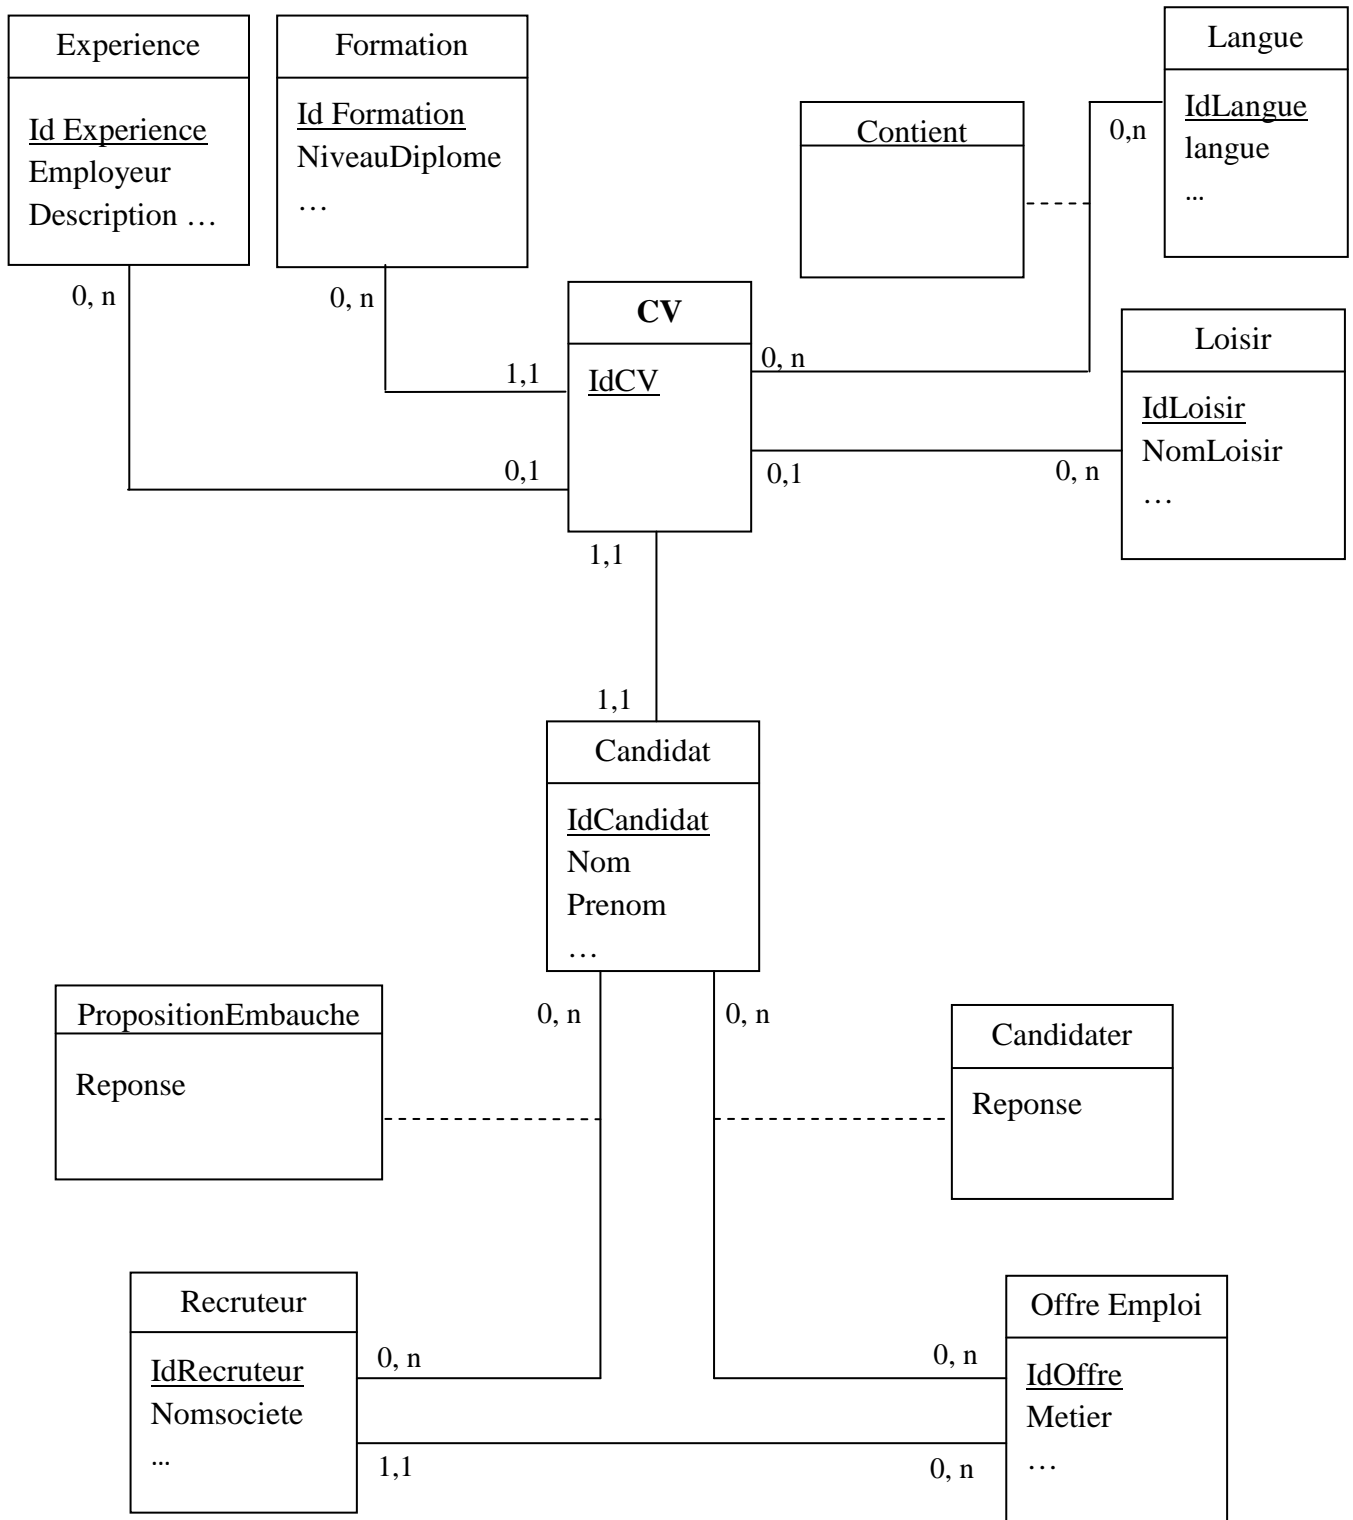 Experience
Id Experience
Employeur
Description …
0, n
Formation
Id Formation
NiveauDiplome
…
0, n
Contient
Langue
IdLangue
langue
...
0,n
CV
IdCV
1,1
0,1
0, n
0,1
1,1
Loisir
IdLoisir
NomLoisir
…
0, n
1,1
Candidat
IdCandidat
Nom
Prenom
…
0, n
0, n
PropositionEmbauche
Reponse
Candidater
Reponse
Recruteur
IdRecruteur
Nomsociete
...
0, n
1,1
Offre Emploi
IdOffre
Metier
…
0, n
0, n